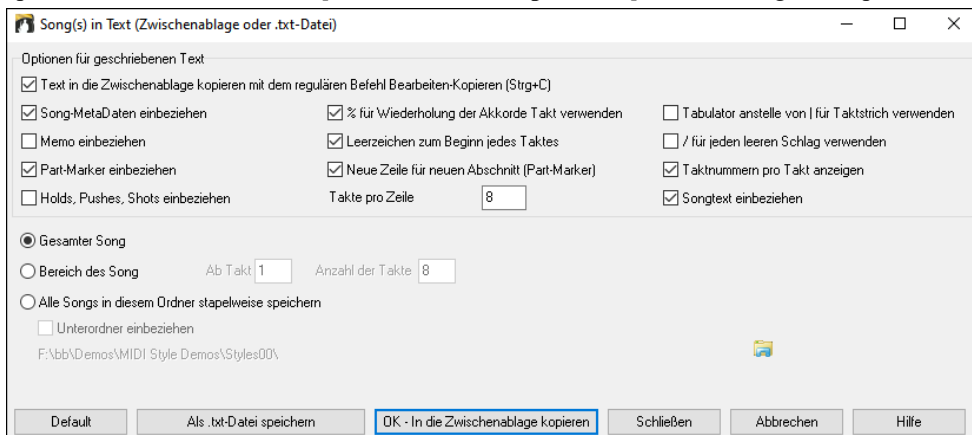 Song(s) in Text (Zwischenablage oder .txt-Datei)
Optionen für geschriebenen Text
Text in die Zwischenablage kopieren mit dem regulären Befehl Bearbeiten-Kopieren (Strg+C)
Song-MetaDaten einbeziehen % für Wiederholung der Akkorde Takt verwenden Tabulator anstelle von | für Taktstrich verwenden
Memo einbeziehen Leerzeichen zum Beginn jedes Taktes / für jeden leeren Schlag verwenden
Part-Marker einbeziehen Neue Zeile für neuen Abschnitt (Part-Marker) Taktnummern pro Takt anzeigen
Holds, Pushes, Shots einbeziehen Takte pro Zeile 8 Songtext einbeziehen
Gesamter Song
Bereich des Song Ab Takt 1 Anzahl der Takte 8
Alle Songs in diesem Ordner stapelweise speichern
Unterordner einbeziehen
F:\bb\Demos\MIDI Style Demos\Styles00\
Default Als .txt-Datei speichern OK - In die Zwischenablage kopieren Schließen Abbrechen Hilfe